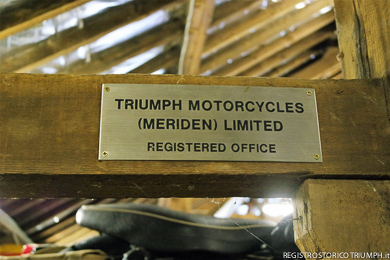 TRIUMPH MOTORCYCLES
(MERIDEN) LIMITED
REGISTERED OFFICE
REGISTROSTORICOTRIUMPH.it